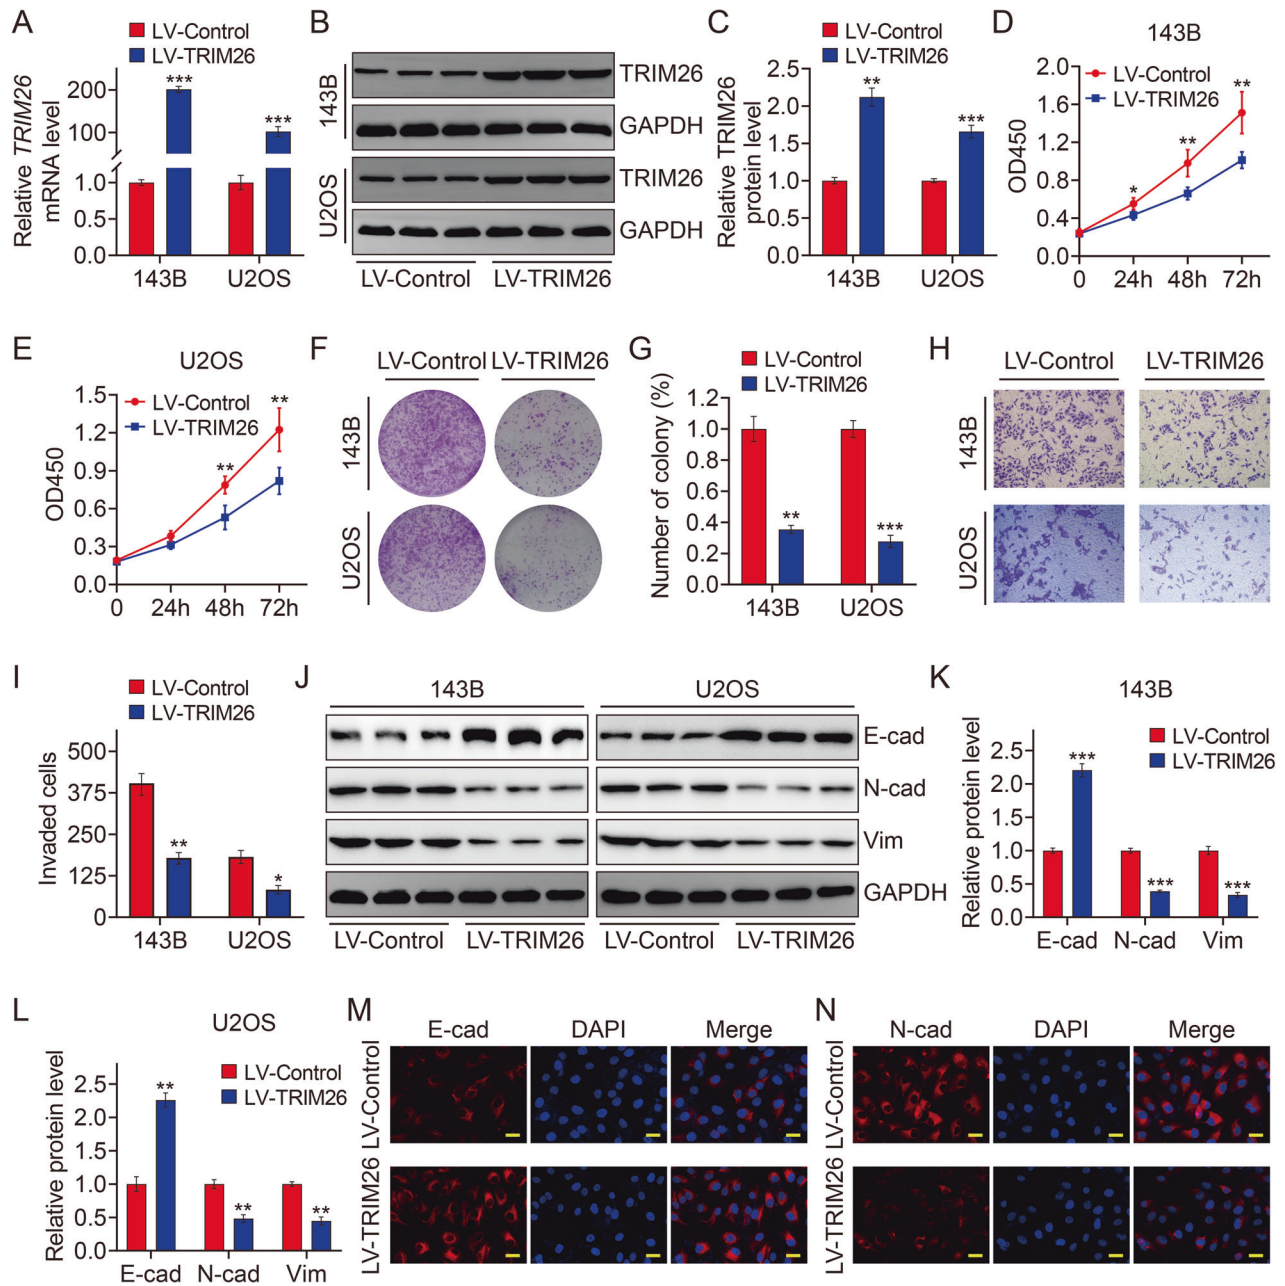 A
LV-Control
LV-TRIM26
Relative TRIM26
mRNA level
200
100
1.0
0.5
0.0
***
***
143B
U2OS
B
143B
U2OS
TRIM26
GAPDH
TRIM26
GAPDH
LV-Control
LV-TRIM26
C
LV-Control
LV-TRIM26
Relative TRIM26
protein level
2.5
2.0
1.5
1.0
0.5
0.0
**
***
143B
U2OS
D
143B
LV-Control
LV-TRIM26
OD450
2.0
1.6
1.2
0.8
0.4
0.0
*
**
**
0 24h 48h 72h
E
U2OS
LV-Control
LV-TRIM26
OD450
1.5
1.2
0.9
0.6
0.3
0.0
**
**
0 24h 48h 72h
F
LV-Control LV-TRIM26
143B
U2OS
G
LV-Control
LV-TRIM26
Number of colony (%)
1.2
1.0
0.8
0.6
0.4
0.2
0.0
**
***
143B
U2OS
H
LV-Control LV-TRIM26
143B
U2OS
I
LV-Control
LV-TRIM26
Invaded cells
500
375
250
125
0
**
*
143B
U2OS
J
143B
U2OS
E-cad
N-cad
Vim
GAPDH
LV-Control LV-TRIM26 LV-Control LV-TRIM26
K
143B
LV-Control
LV-TRIM26
Relative protein level
2.5
2.0
1.5
1.0
0.5
0.0
***
***
***
E-cad N-cad Vim
L
U2OS
LV-Control
LV-TRIM26
Relative protein level
2.5
2.0
1.5
1.0
0.5
0.0
**
**
**
E-cad N-cad Vim
M
E-cad DAPI Merge
LV-Control
LV-TRIM26
N
N-cad DAPI Merge
LV-Control
LV-TRIM26